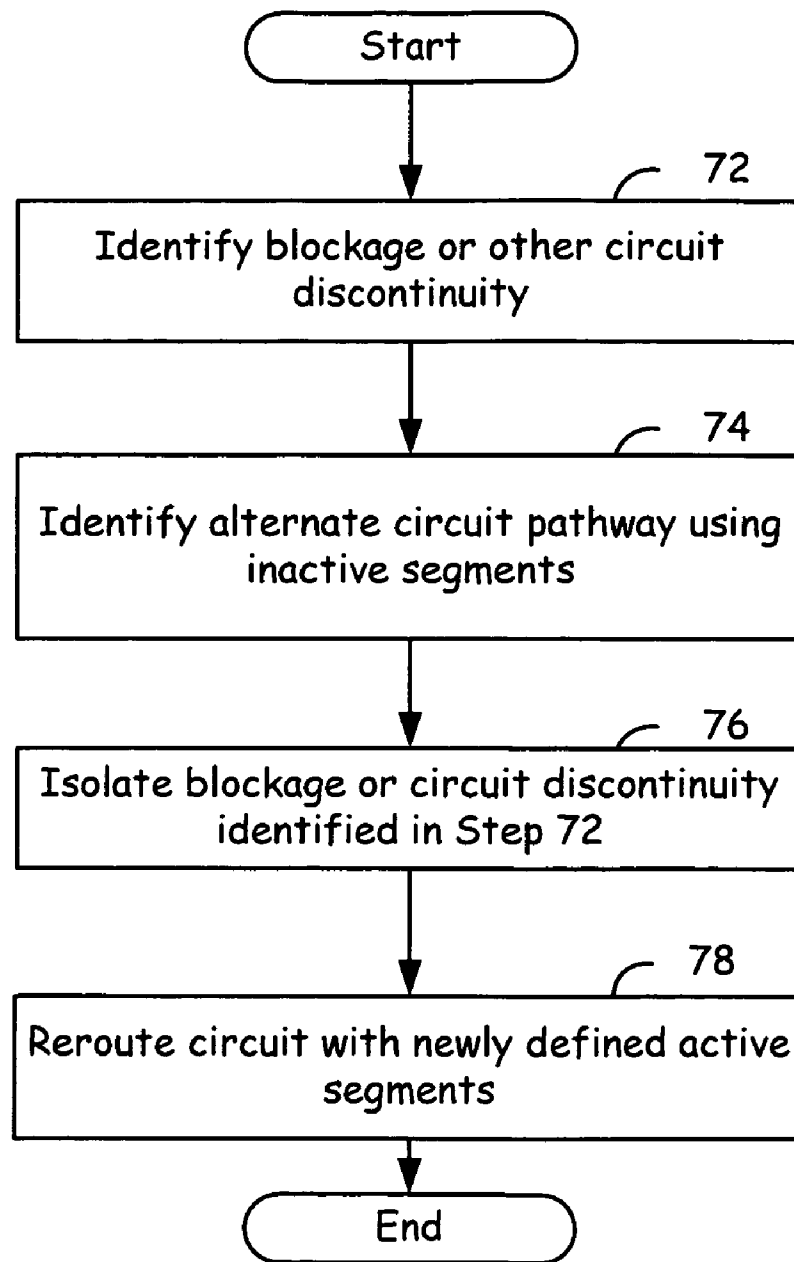 Start
72
Identify blockage or other circuit
discontinuity
74
Identify alternate circuit pathway using
inactive segments
76
Isolate blockage or circuit discontinuity
identified in Step 72
78
Reroute circuit with newly defined active
segments
End